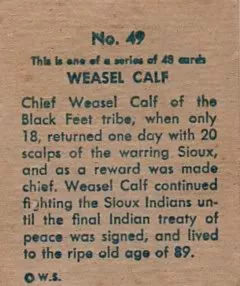 No. 49
This is one of a series of 48 cards
WEASEL CALF
Chief Weasel Calf of the
Black Feet tribe, when only
18, returned one day with 20
scalps of the warring Sioux,
and as a reward was made
chief. Weasel Calf continued
fighting the Sioux Indians un-
til the final Indian treaty of
peace was signed, and lived
to the ripe old age of 89.
© W.S.